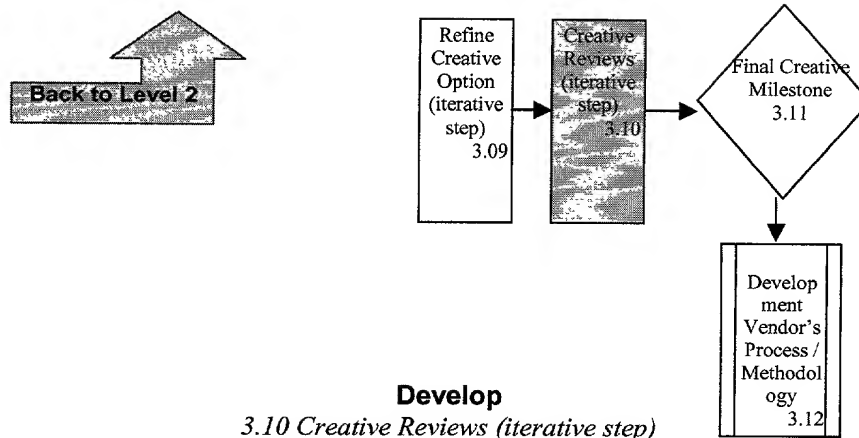 Back to Level 2
Refine
Creative
Option
(iterative
step)
3.09
Creative
Reviews
(iterative
step)
3.10
Final Creative
Milestone
3.11
Develop
ment
Vendor's
Process /
Methodol
ogy
3.12
Develop
3.10 Creative Reviews (iterative step)